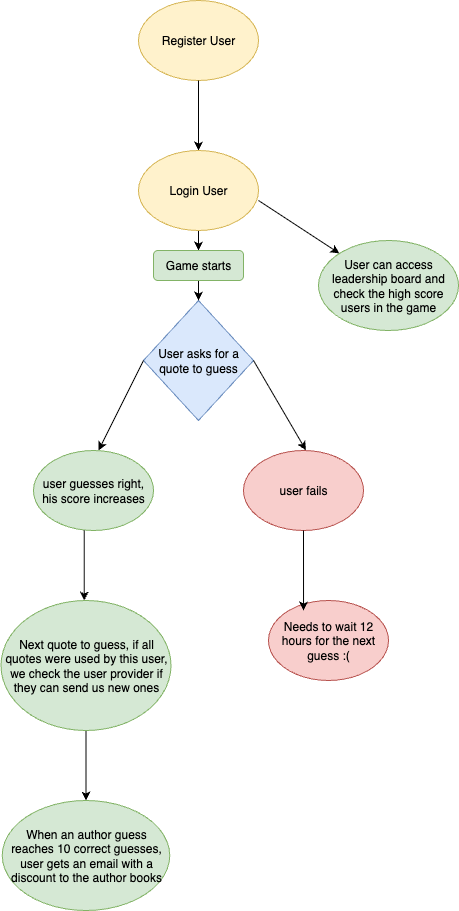 Register User
Login User
Game starts
User can access
leadership board and
check the high score
users in the game
User asks for a
quote to guess
user guesses right,
his score increases
user fails
Needs to wait 12
hours for the next
guess :(
Next quote to guess, if all
quotes were used by this user,
we check the user provider if
they can send us new ones
When an author guess
reaches 10 correct guesses,
user gets an email with a
discount to the author books